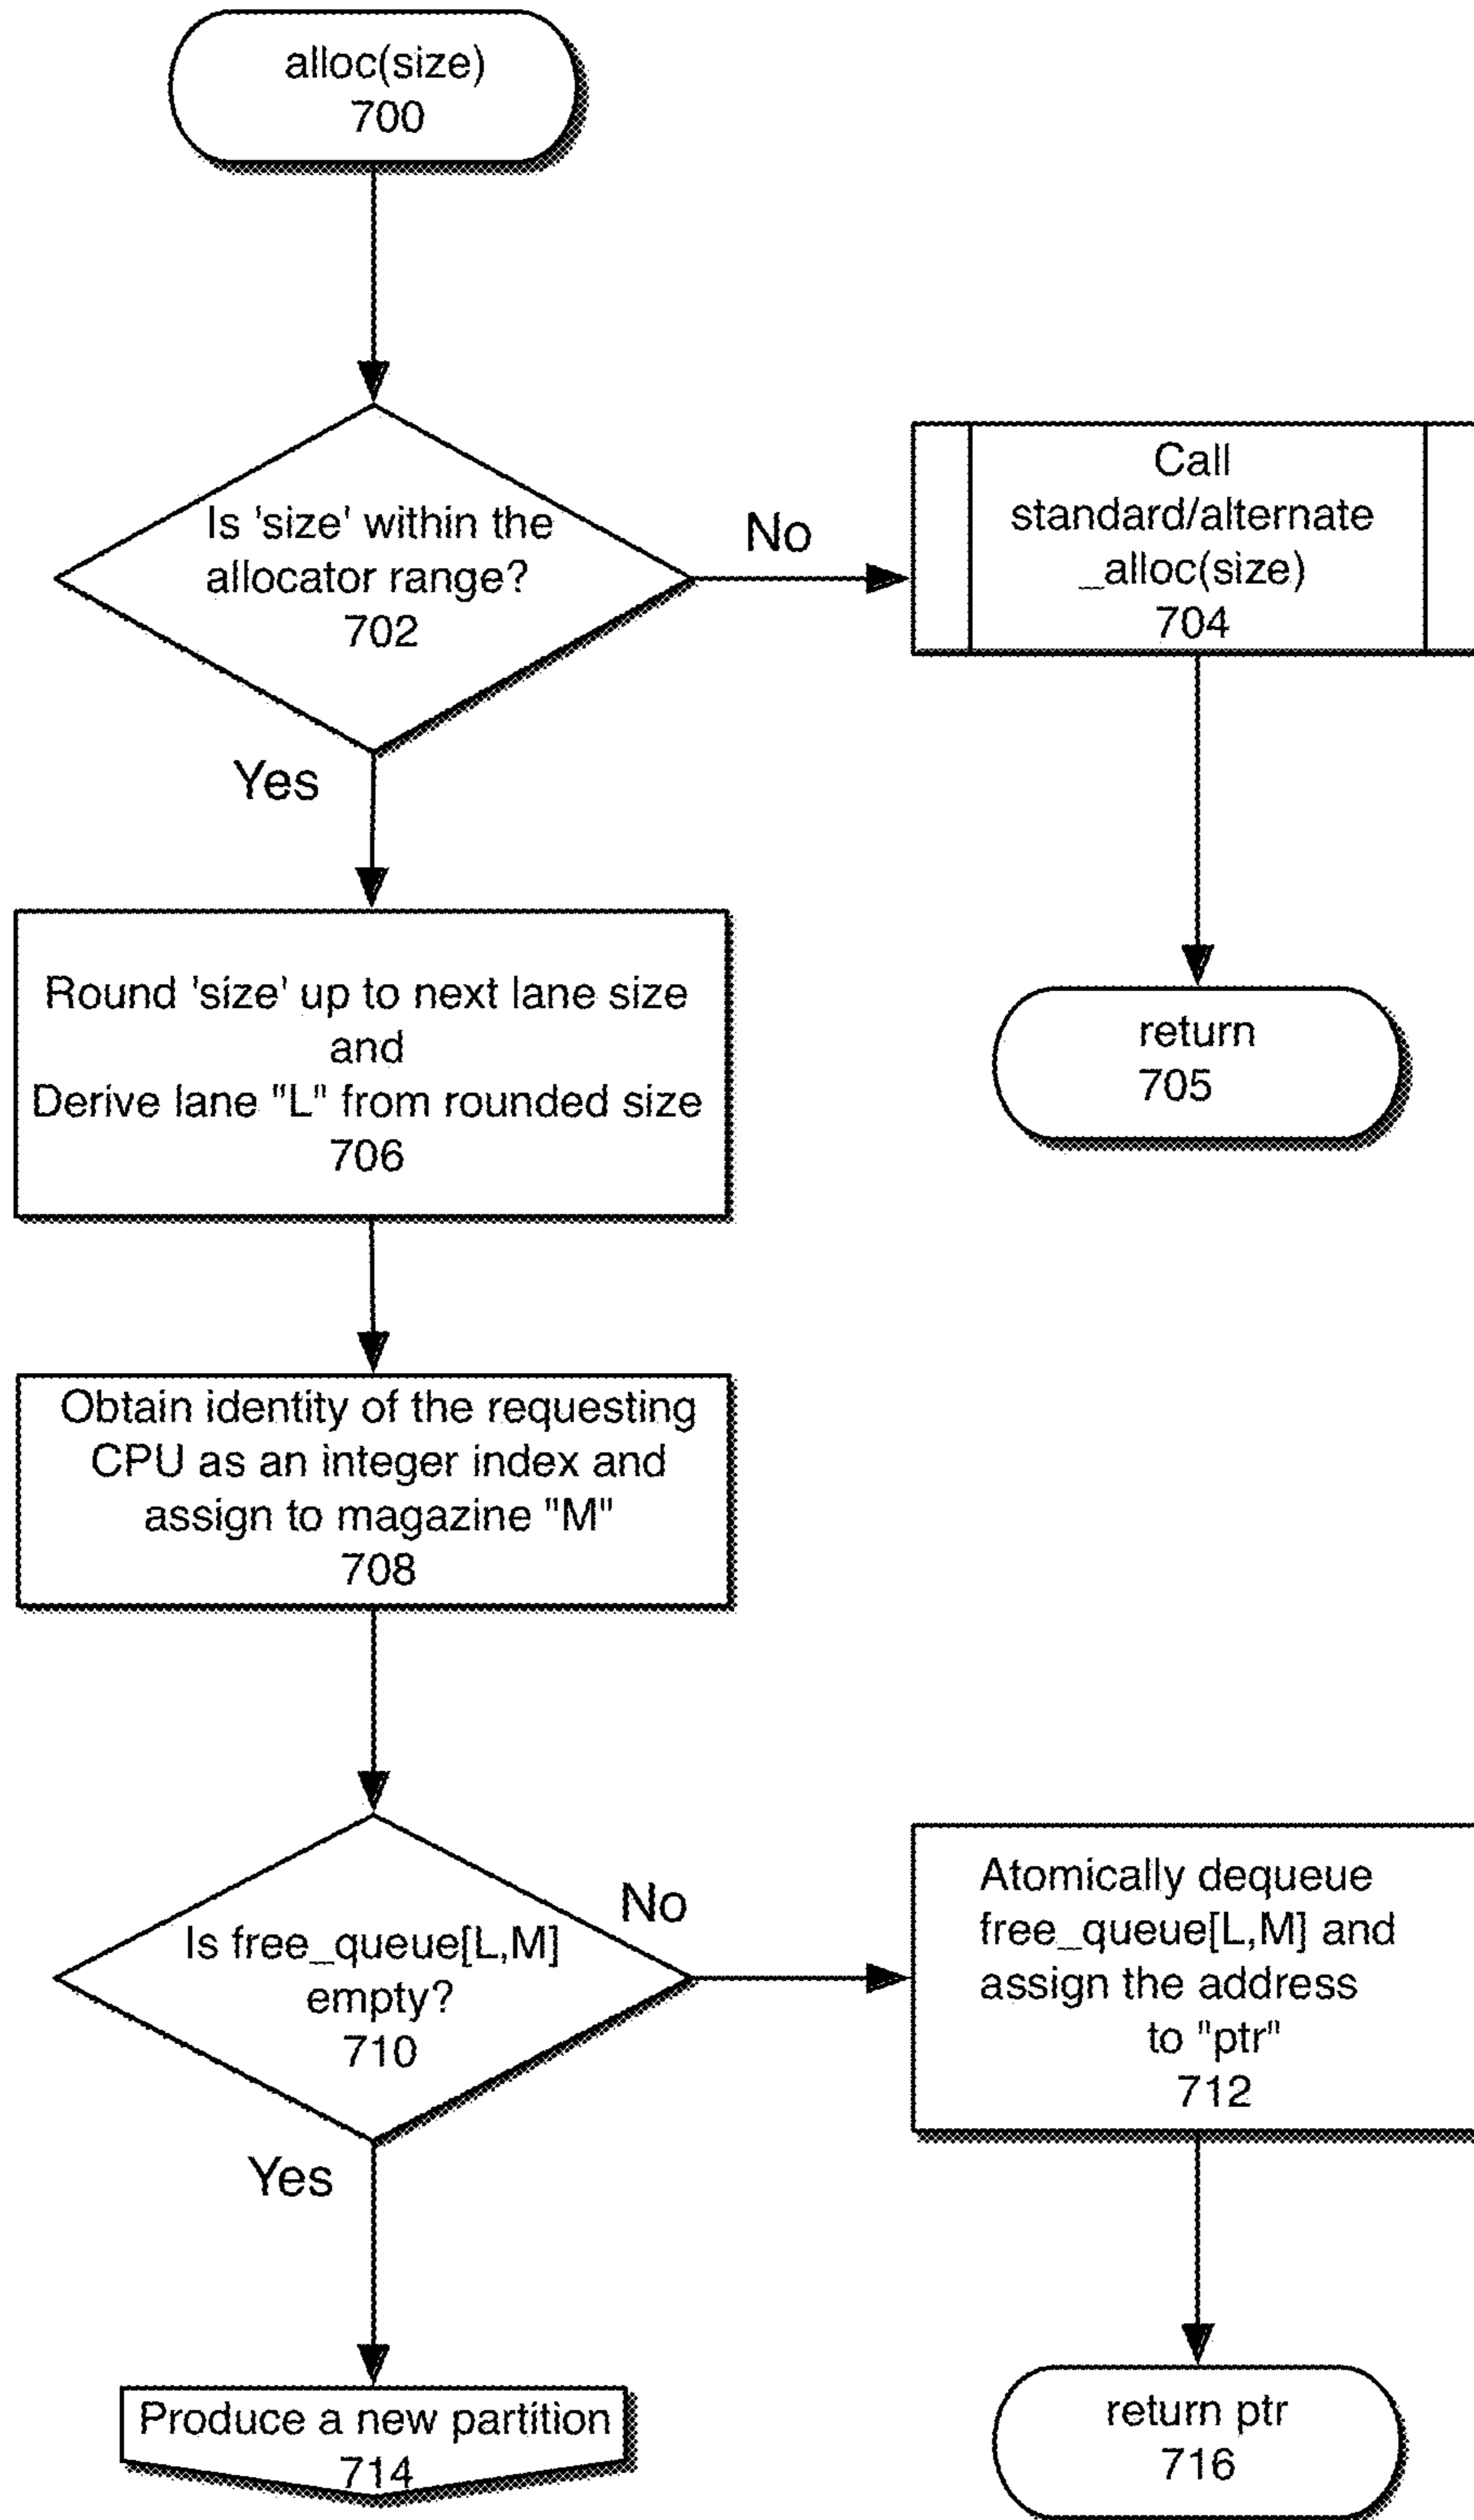 alloc(size)
700
Is 'size' within the
allocator range?
702
No
Call
standard/alternate
_alloc(size)
704
Yes
return
705
Round 'size' up to next lane size
and
Derive lane "L" from rounded size
706
Obtain identity of the requesting
CPU as an integer index and
assign to magazine "M"
708
Is free_queue[L,M]
empty?
710
No
Atomically dequeue
free_queue[L,M] and
assign the address
to "ptr"
712
Yes
Produce a new partition
714
return ptr
716